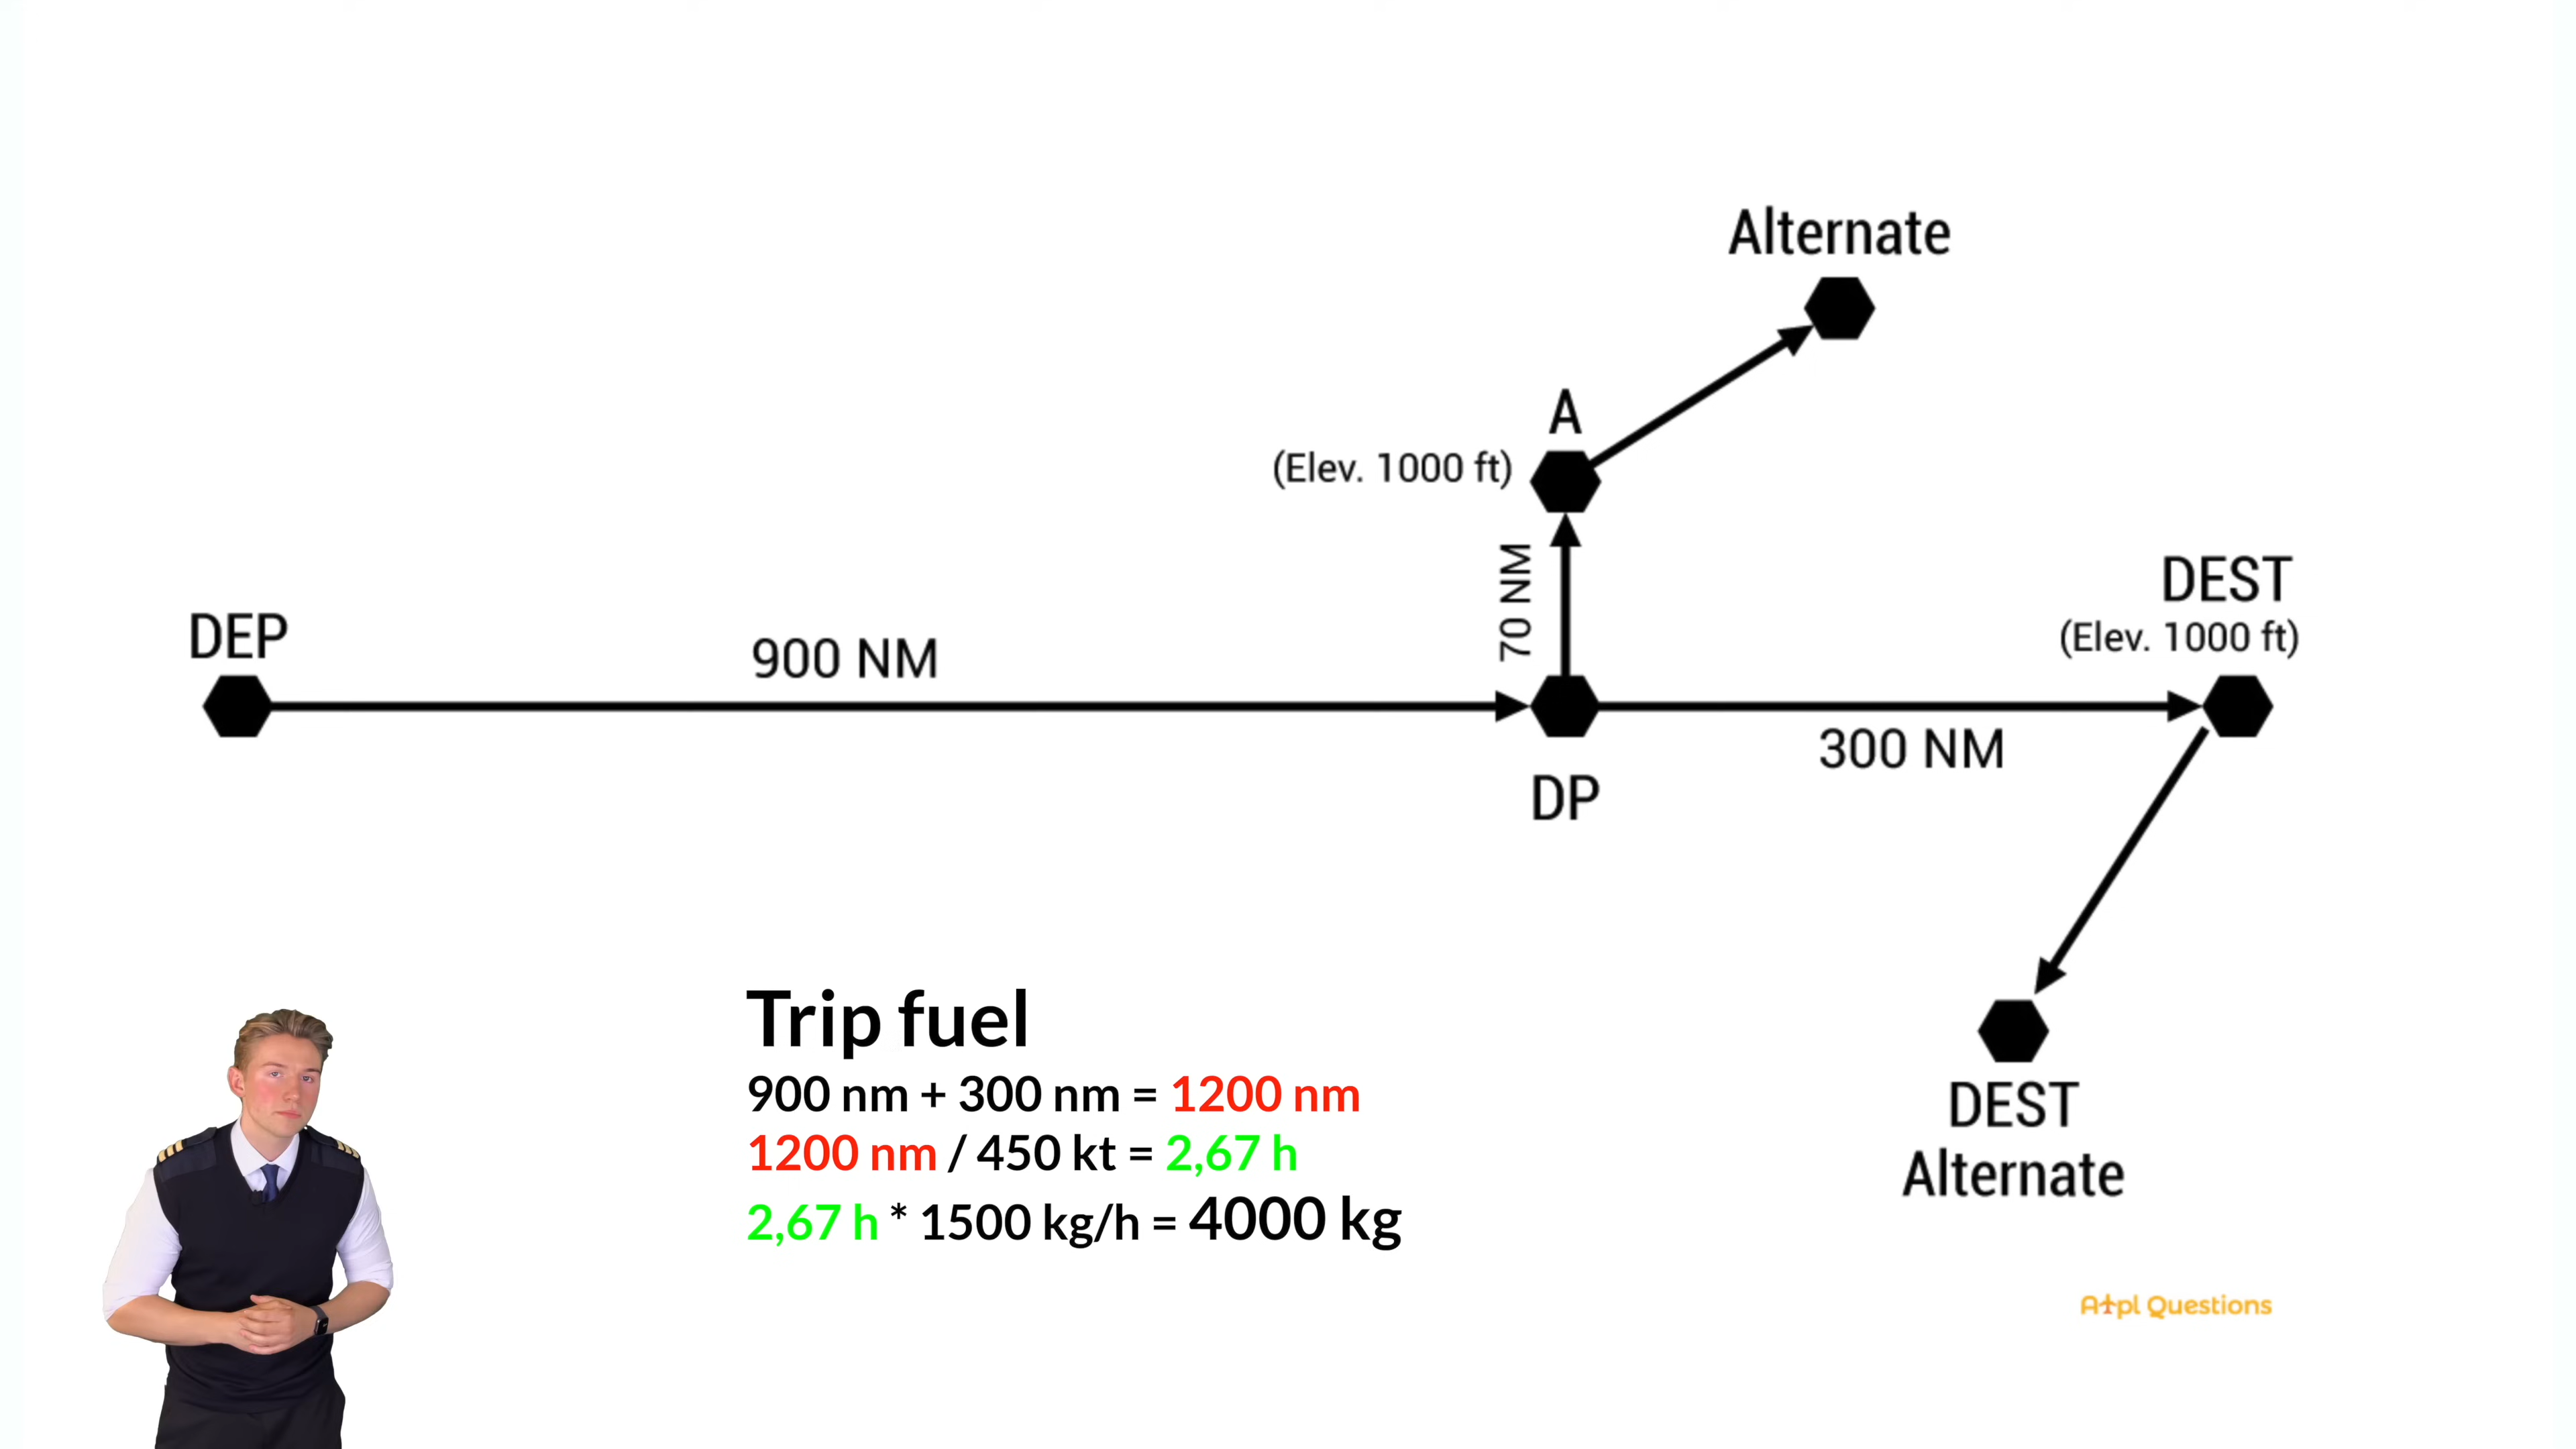 Alternate
A
(Elev. 1000 ft)
70 NM
DEST
(Elev. 1000 ft)
DEP
900 NM
300 NM
DP
DEST
Alternate
Trip fuel
900 nm + 300 nm = 1200 nm
1200 nm / 450 kt = 2,67 h
2,67 h * 1500 kg/h = 4000 kg
Atpl Questions